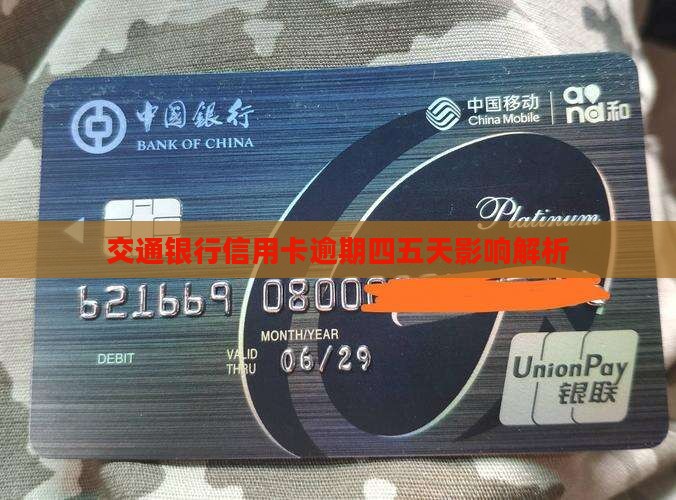 中国银行
BANK OF CHINA
中国移动
China Mobile
and和
Platinum
交通银行信用卡逾期四五天影响解析
621669 0800
MONTH/YEAR
DEBIT
VALID
THRU
06/29
UnionPay
银联